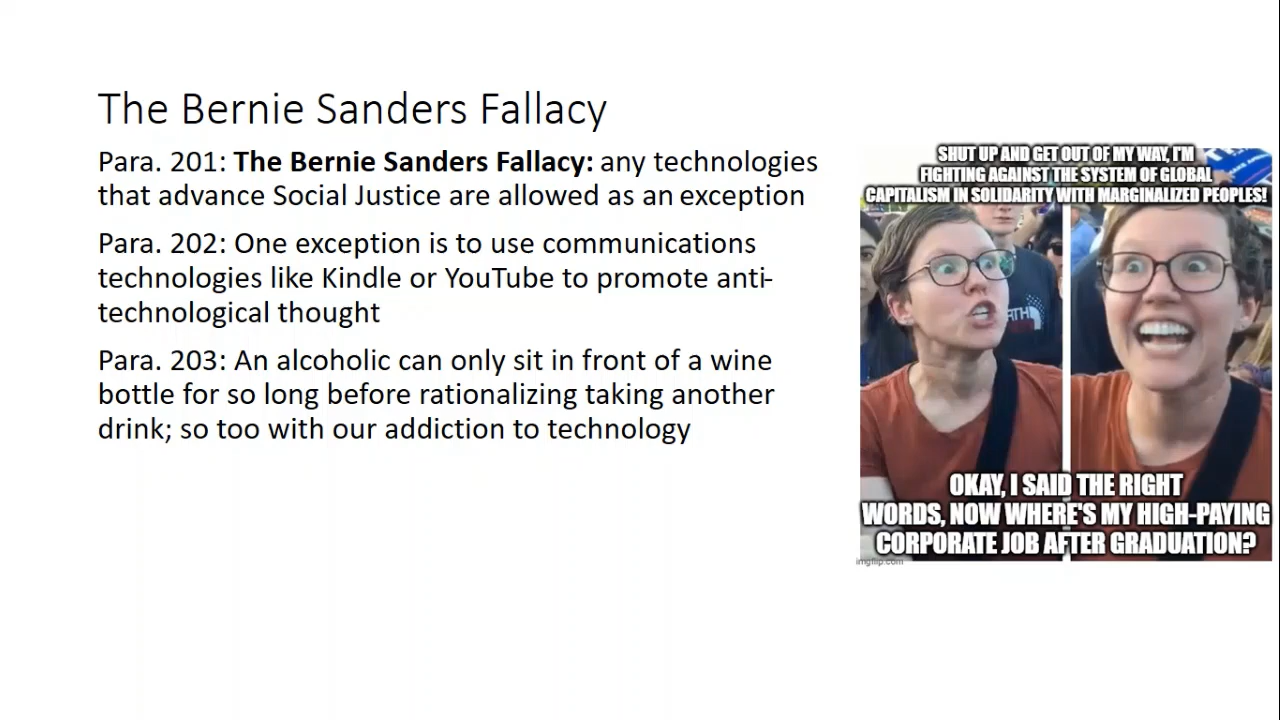 The Bernie Sanders Fallacy
Para. 201: The Bernie Sanders Fallacy: any technologies
that advance Social Justice are allowed as an exception
Para. 202: One exception is to use communications
technologies like Kindle or YouTube to promote anti-
technological thought
Para. 203: An alcoholic can only sit in front of a wine
bottle for so long before rationalizing taking another
drink; so too with our addiction to technology
SHUT UP AND GET OUT OF MY WAY, I'M
FIGHTING AGAINST THE SYSTEM OF GLOBAL
CAPITALISM IN SOLIDARITY WITH MARGINALIZED PEOPLES!
RTH
OKAY, I SAID THE RIGHT
WORDS, NOW WHERE'S MY HIGH-PAYING
CORPORATE JOB AFTER GRADUATION?
imgflip.com